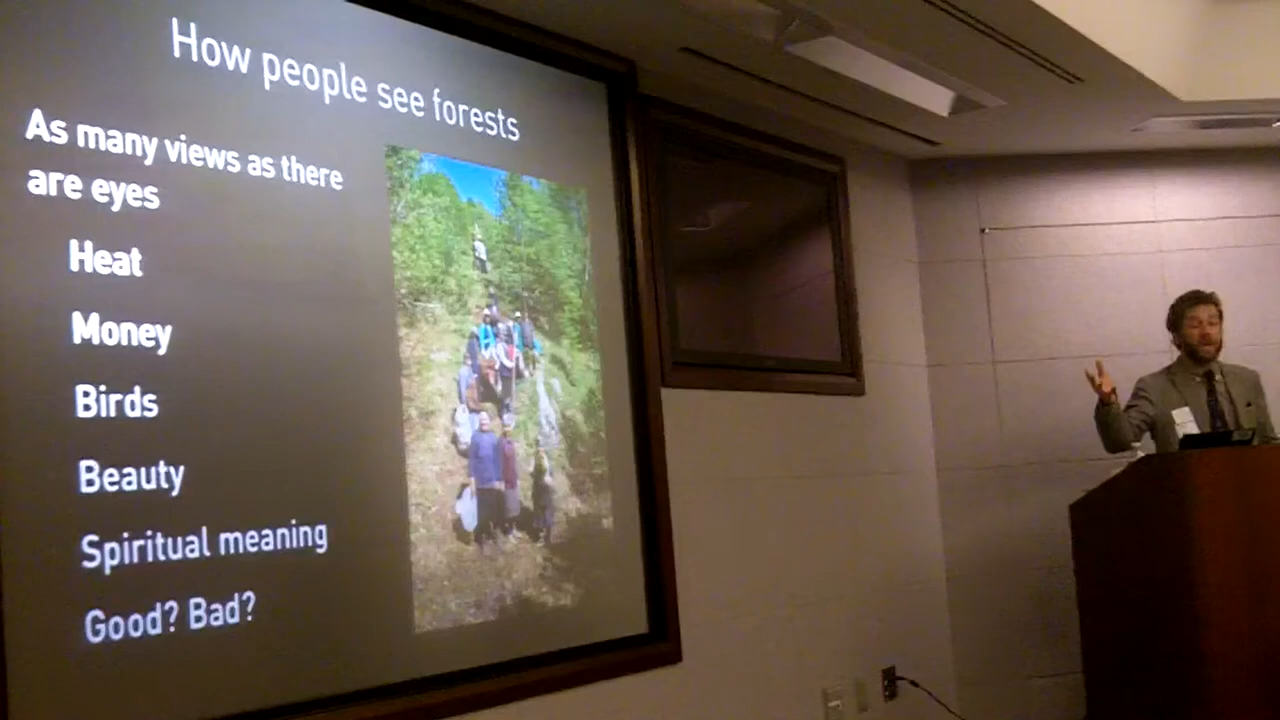 How people see forests
As many views as there
are eyes
Heat
Money
Birds
Beauty
Spiritual meaning
Good? Bad?